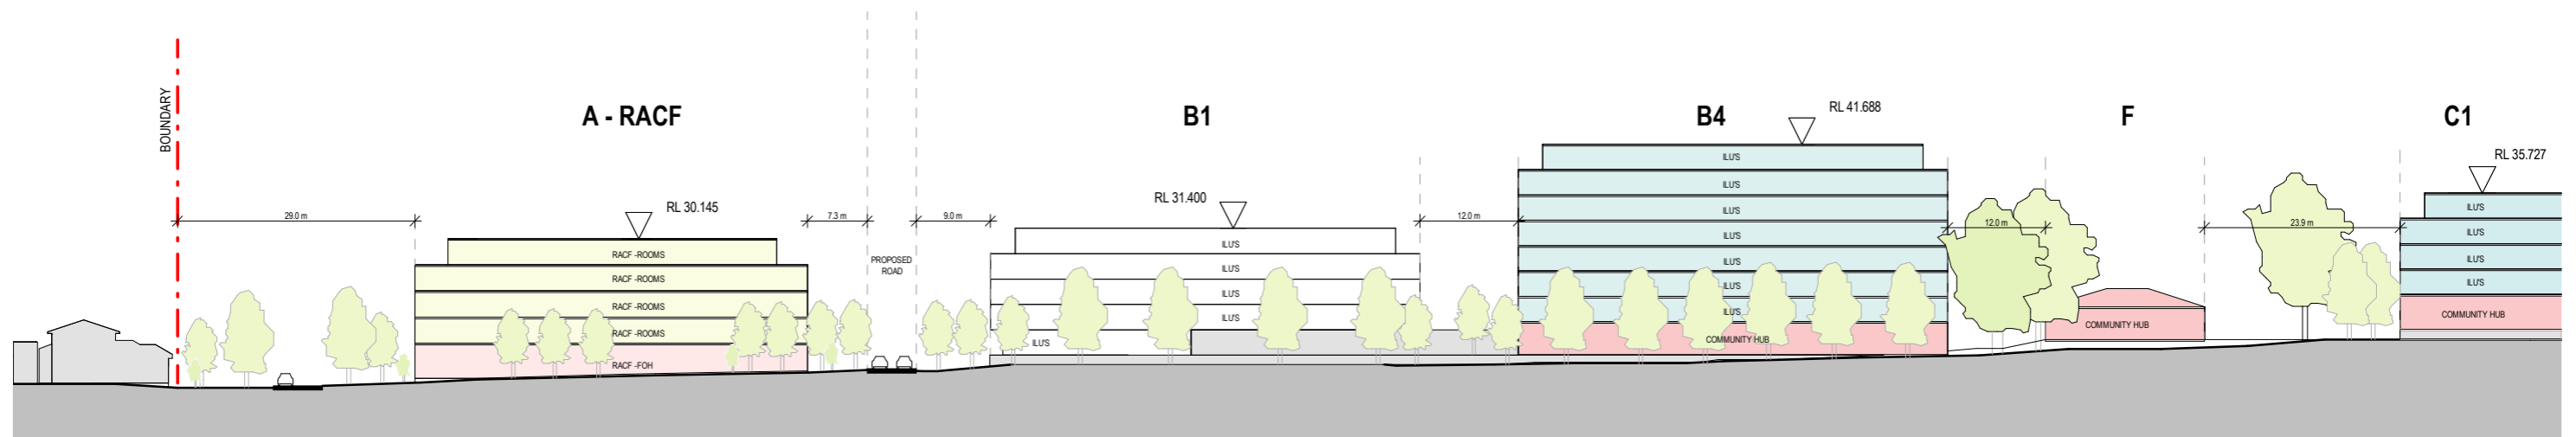 BOUNDARY
29.0 m
A - RACF
RL 30.145
RACF -ROOMS
RACF -ROOMS
RACF -ROOMS
RACF -ROOMS
RACF -FOH
7.3 m
PROPOSED
ROAD
9.0 m
B1
RL 31.400
ILU'S
ILU'S
ILU'S
ILU'S
ILU'S
12.0 m
B4
RL 41.688
ILU'S
ILU'S
ILU'S
ILU'S
ILU'S
ILU'S
ILU'S
COMMUNITY HUB
12.0 m
F
COMMUNITY HUB
23.9 m
C1
RL 35.727
ILU'S
ILU'S
ILU'S
ILU'S
COMMUNITY HUB